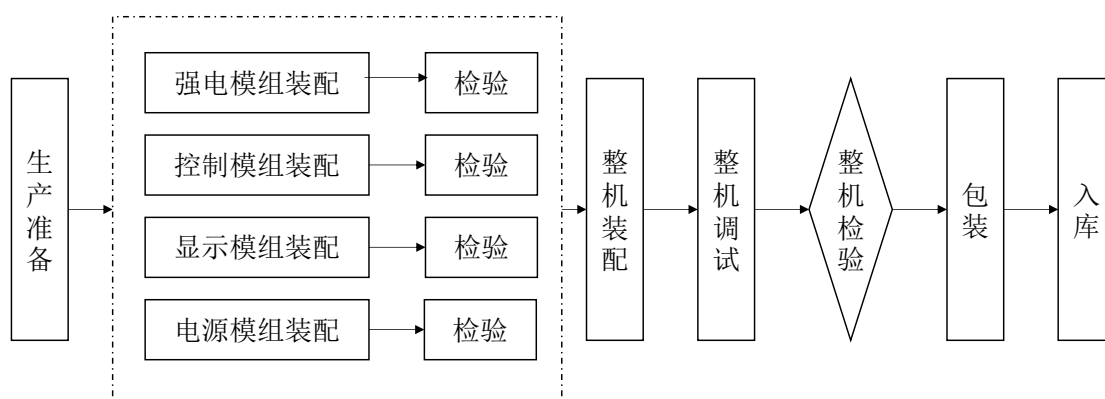 生产准备
强电模组装配
检验
控制模组装配
检验
显示模组装配
检验
电源模组装配
检验
整机装配
整机调试
整机检验
包装
入库